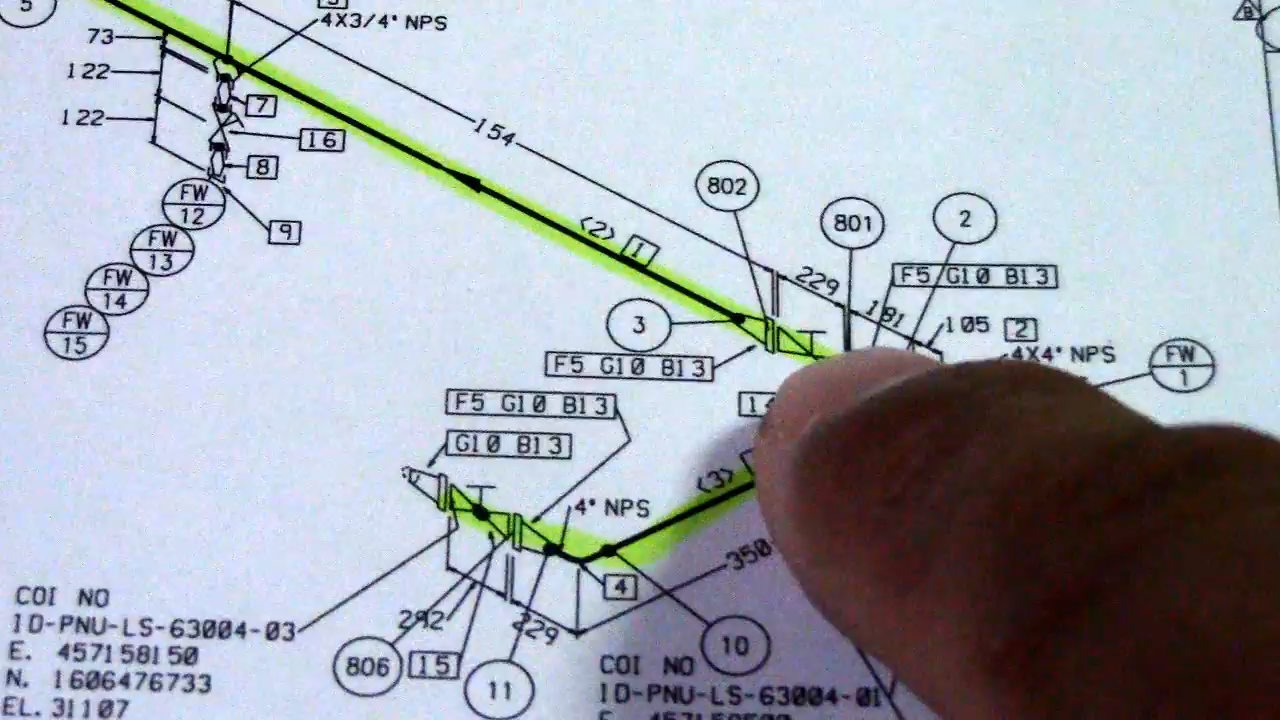 5
4X3/4" NPS
73
122
122
7
16
8
9
FW
12
FW
13
FW
14
FW
15
154
<2> 1
802
801
2
F5 G10 B13
229
181
105 2
4X4" NPS
FW
1
3
F5 G10 B13
F5 G10 B13
G10 B13
<3>
4" NPS
350
4
292
229
806
15
11
10
COI NO
1D-PNU-LS-63004-03
E. 457158150
N. 1606476733
EL. 31107
COI NO
1D-PNU-LS-63004-01